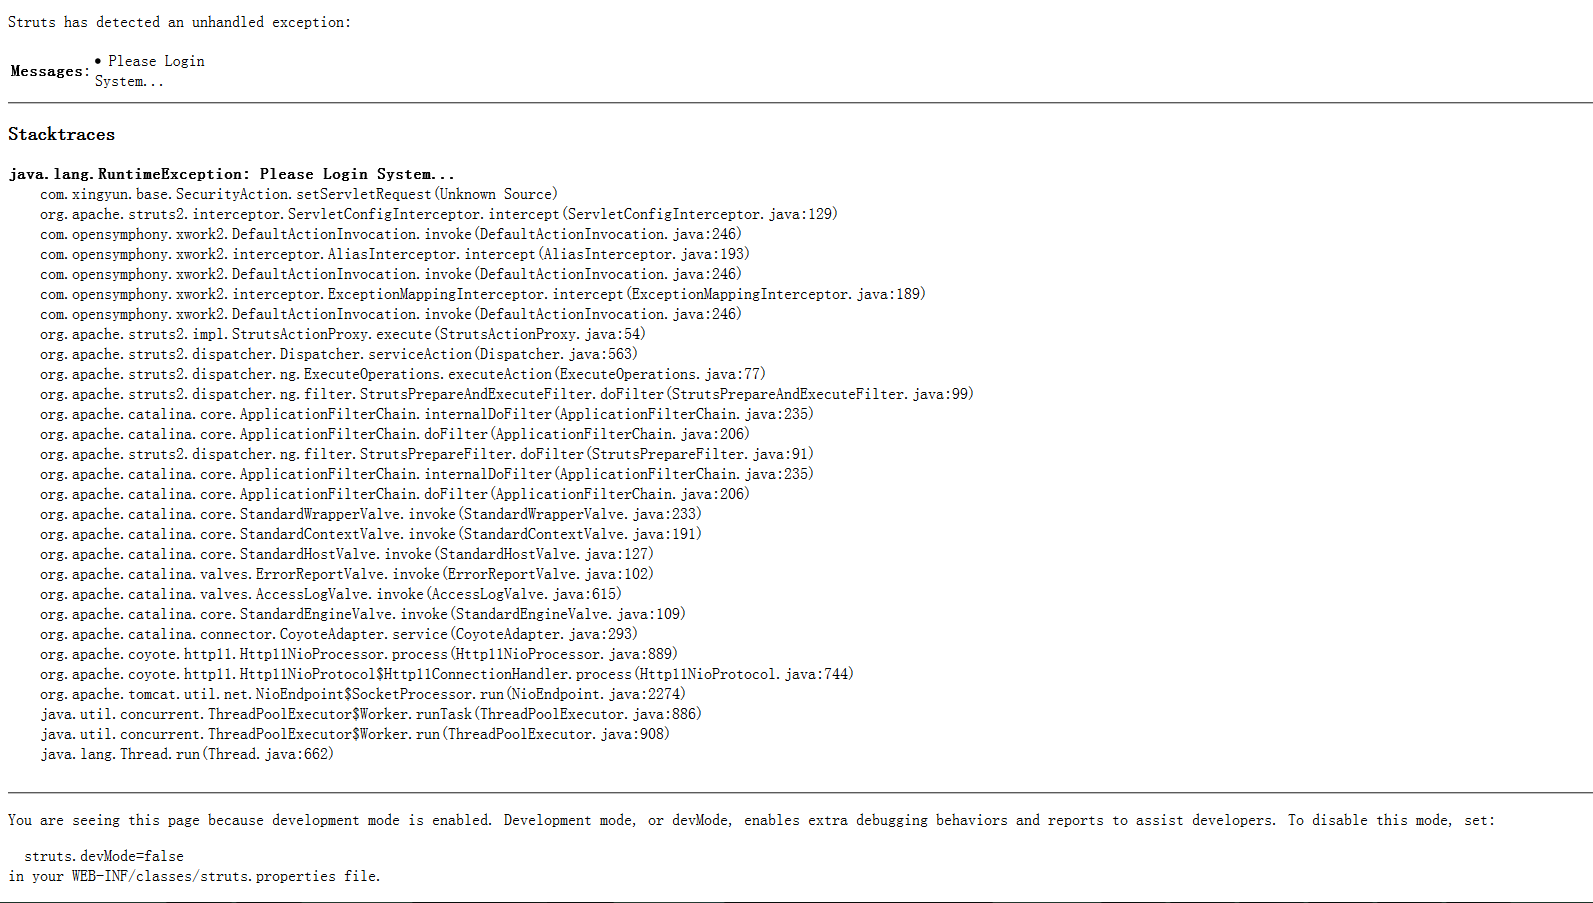 Struts has detected an unhandled exception:
Messages:
• Please Login
System...
Stacktraces
java.lang.RuntimeException: Please Login System...
com.xingyun.base.SecurityAction.setServletRequest(Unknown Source)
org.apache.struts2.interceptor.ServletConfigInterceptor.intercept(ServletConfigInterceptor.java:129)
com.opensymphony.xwork2.DefaultActionInvocation.invoke(DefaultActionInvocation.java:246)
com.opensymphony.xwork2.interceptor.AliasInterceptor.intercept(AliasInterceptor.java:193)
com.opensymphony.xwork2.DefaultActionInvocation.invoke(DefaultActionInvocation.java:246)
com.opensymphony.xwork2.interceptor.ExceptionMappingInterceptor.intercept(ExceptionMappingInterceptor.java:189)
com.opensymphony.xwork2.DefaultActionInvocation.invoke(DefaultActionInvocation.java:246)
org.apache.struts2.impl.StrutsActionProxy.execute(StrutsActionProxy.java:54)
org.apache.struts2.dispatcher.Dispatcher.serviceAction(Dispatcher.java:563)
org.apache.struts2.dispatcher.ng.ExecuteOperations.executeAction(ExecuteOperations.java:77)
org.apache.struts2.dispatcher.ng.filter.StrutsPrepareAndExecuteFilter.doFilter(StrutsPrepareAndExecuteFilter.java:99)
org.apache.catalina.core.ApplicationFilterChain.internalDoFilter(ApplicationFilterChain.java:235)
org.apache.catalina.core.ApplicationFilterChain.doFilter(ApplicationFilterChain.java:206)
org.apache.struts2.dispatcher.ng.filter.StrutsPrepareFilter.doFilter(StrutsPrepareFilter.java:91)
org.apache.catalina.core.ApplicationFilterChain.internalDoFilter(ApplicationFilterChain.java:235)
org.apache.catalina.core.ApplicationFilterChain.doFilter(ApplicationFilterChain.java:206)
org.apache.catalina.core.StandardWrapperValve.invoke(StandardWrapperValve.java:233)
org.apache.catalina.core.StandardContextValve.invoke(StandardContextValve.java:191)
org.apache.catalina.core.StandardHostValve.invoke(StandardHostValve.java:127)
org.apache.catalina.valves.ErrorReportValve.invoke(ErrorReportValve.java:102)
org.apache.catalina.valves.AccessLogValve.invoke(AccessLogValve.java:615)
org.apache.catalina.core.StandardEngineValve.invoke(StandardEngineValve.java:109)
org.apache.catalina.connector.CoyoteAdapter.service(CoyoteAdapter.java:293)
org.apache.coyote.http11.Http11NioProcessor.process(Http11NioProcessor.java:889)
org.apache.coyote.http11.Http11NioProtocol$Http11ConnectionHandler.process(Http11NioProtocol.java:744)
org.apache.tomcat.util.net.NioEndpoint$SocketProcessor.run(NioEndpoint.java:2274)
java.util.concurrent.ThreadPoolExecutor$Worker.runTask(ThreadPoolExecutor.java:886)
java.util.concurrent.ThreadPoolExecutor$Worker.run(ThreadPoolExecutor.java:908)
java.lang.Thread.run(Thread.java:662)
You are seeing this page because development mode is enabled. Development mode, or devMode, enables extra debugging behaviors and reports to assist developers. To disable this mode, set:
struts.devMode=false
in your WEB-INF/classes/struts.properties file.